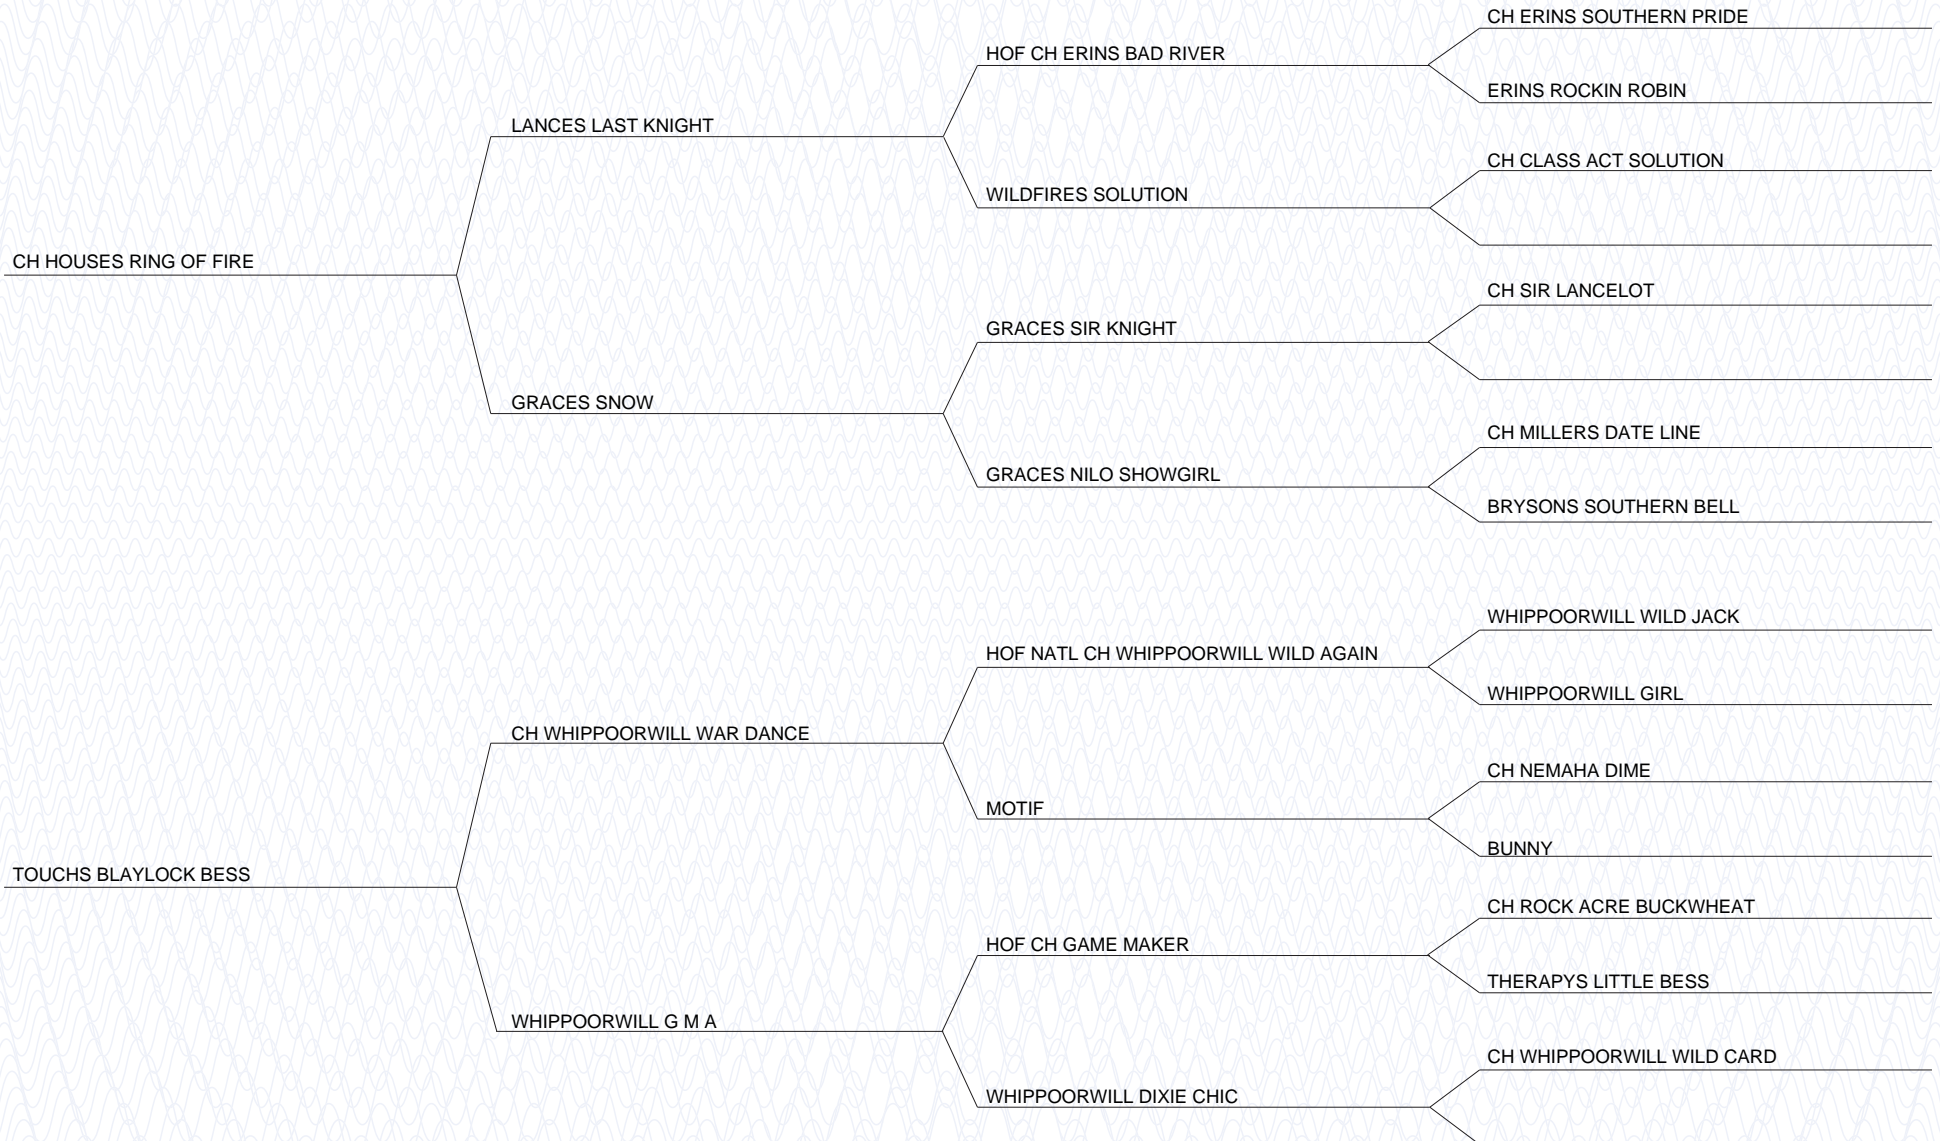 CH ERINS SOUTHERN PRIDE
HOF CH ERINS BAD RIVER
ERINS ROCKIN ROBIN
LANCES LAST KNIGHT
CH CLASS ACT SOLUTION
WILDFIRES SOLUTION
CH HOUSES RING OF FIRE
CH SIR LANCELOT
GRACES SIR KNIGHT
GRACES SNOW
CH MILLERS DATE LINE
GRACES NILO SHOWGIRL
BRYSONS SOUTHERN BELL
WHIPPOORWILL WILD JACK
HOF NATL CH WHIPPOORWILL WILD AGAIN
WHIPPOORWILL GIRL
CH WHIPPOORWILL WAR DANCE
CH NEMAHA DIME
MOTIF
BUNNY
TOUCHS BLAYLOCK BESS
CH ROCK ACRE BUCKWHEAT
HOF CH GAME MAKER
THERAPYS LITTLE BESS
WHIPPOORWILL G M A
CH WHIPPOORWILL WILD CARD
WHIPPOORWILL DIXIE CHIC